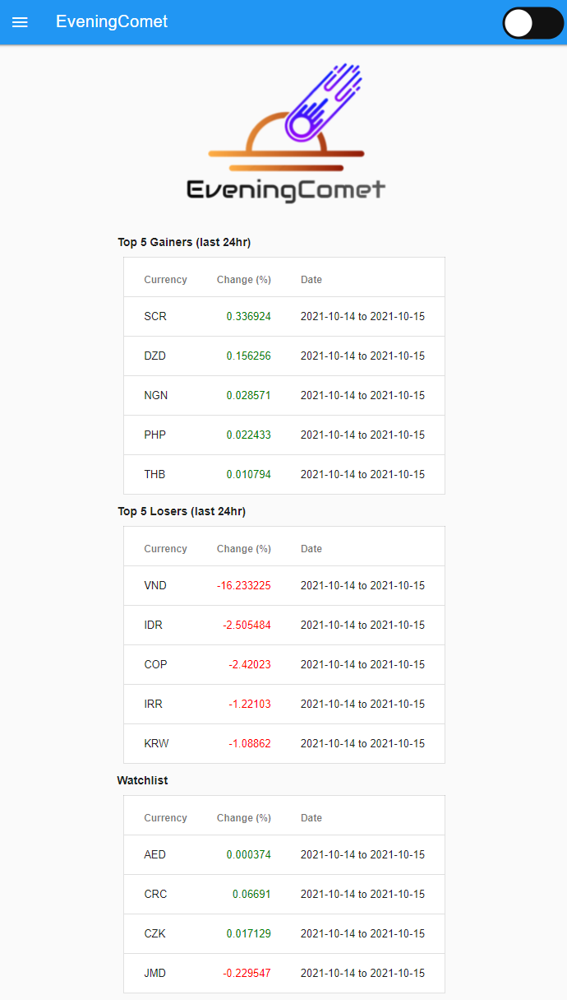 EveningComet
EveningComet
Top 5 Gainers (last 24hr)
Currency Change (%) Date
SCR 0.336924 2021-10-14 to 2021-10-15
DZD 0.156256 2021-10-14 to 2021-10-15
NGN 0.028571 2021-10-14 to 2021-10-15
PHP 0.022433 2021-10-14 to 2021-10-15
THB 0.010794 2021-10-14 to 2021-10-15
Top 5 Losers (last 24hr)
Currency Change (%) Date
VND -16.233225 2021-10-14 to 2021-10-15
IDR -2.505484 2021-10-14 to 2021-10-15
COP -2.42023 2021-10-14 to 2021-10-15
IRR -1.22103 2021-10-14 to 2021-10-15
KRW -1.08862 2021-10-14 to 2021-10-15
Watchlist
Currency Change (%) Date
AED 0.000374 2021-10-14 to 2021-10-15
CRC 0.06691 2021-10-14 to 2021-10-15
CZK 0.017129 2021-10-14 to 2021-10-15
JMD -0.229547 2021-10-14 to 2021-10-15